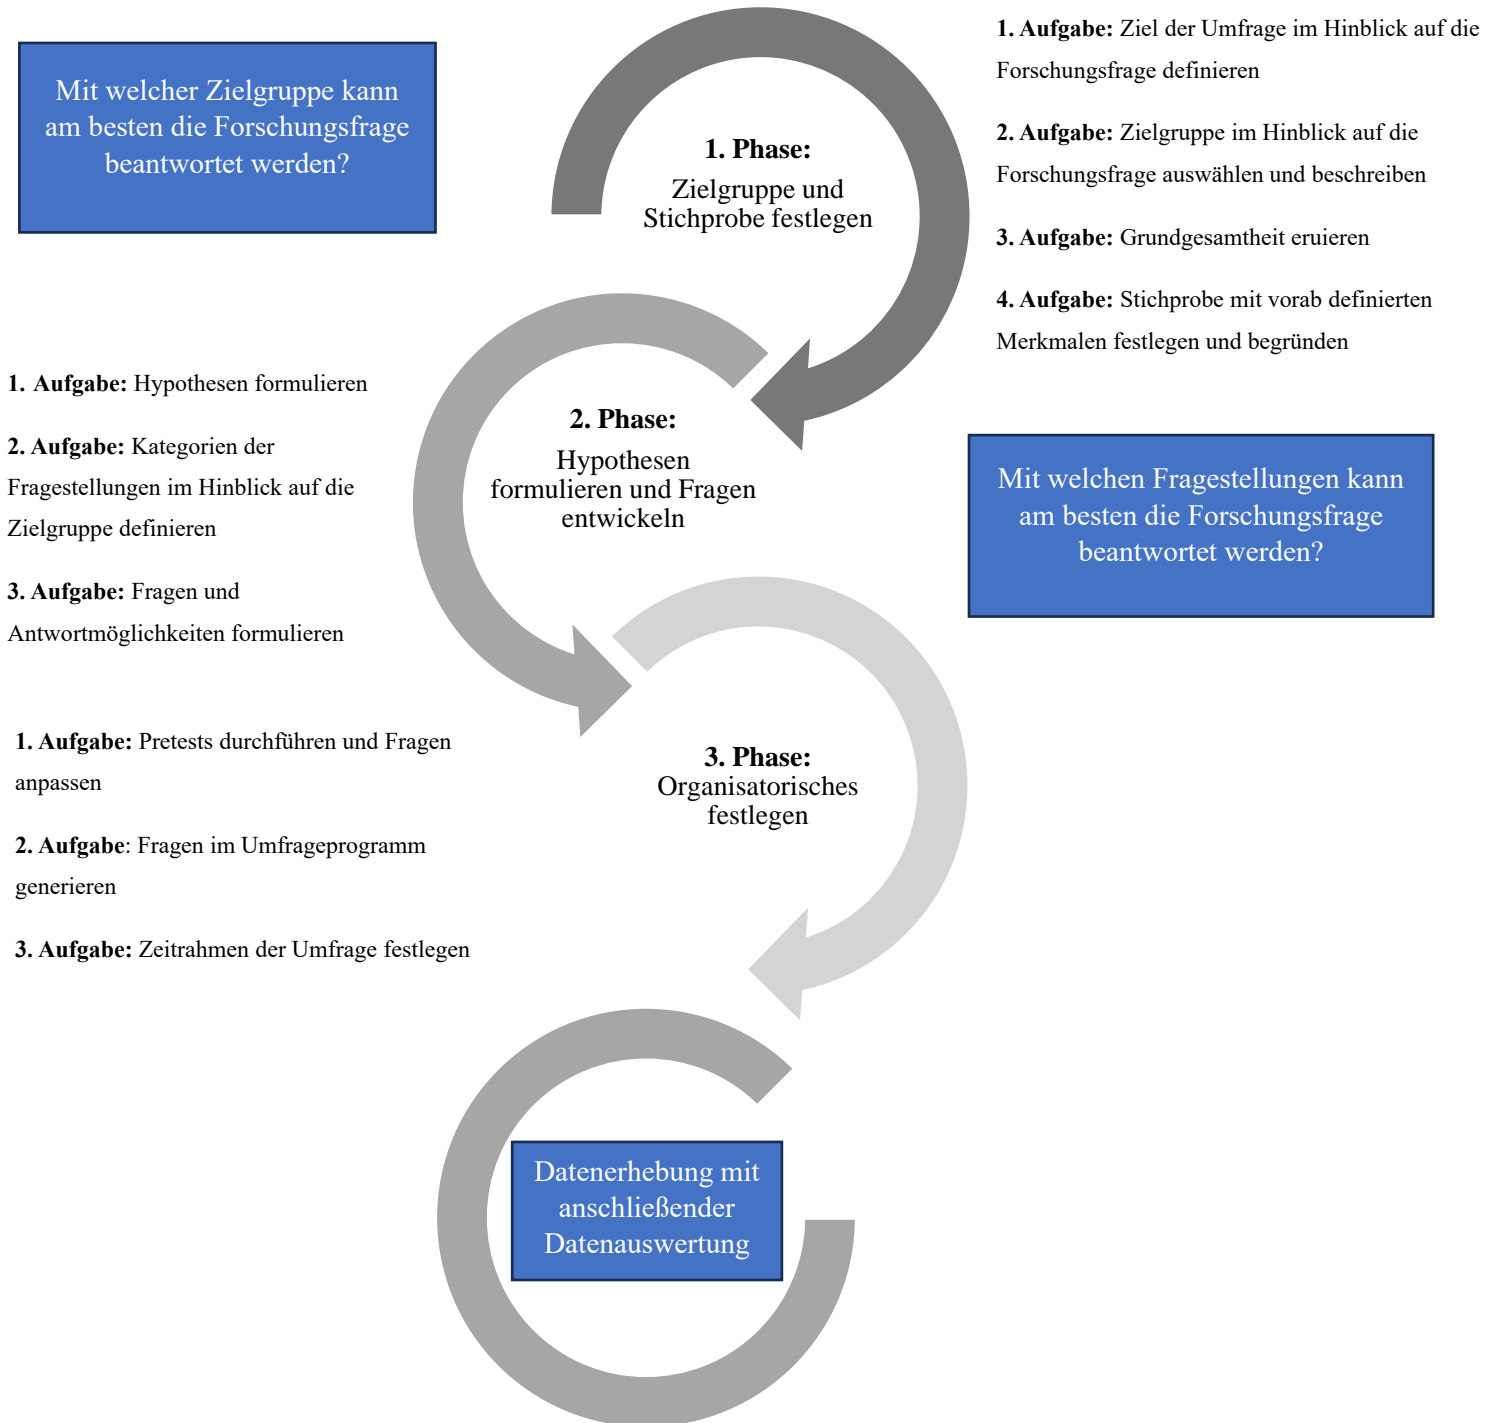 Mit welcher Zielgruppe kann
am besten die Forschungsfrage
beantwortet werden?
1. Phase:
Zielgruppe und
Stichprobe festlegen
1. Aufgabe: Ziel der Umfrage im Hinblick auf die
Forschungsfrage definieren
2. Aufgabe: Zielgruppe im Hinblick auf die
Forschungsfrage auswählen und beschreiben
3. Aufgabe: Grundgesamtheit eruieren
4. Aufgabe: Stichprobe mit vorab definierten
Merkmalen festlegen und begründen
1. Aufgabe: Hypothesen formulieren
2. Aufgabe: Kategorien der
Fragestellungen im Hinblick auf die
Zielgruppe definieren
3. Aufgabe: Fragen und
Antwortmöglichkeiten formulieren
2. Phase:
Hypothesen
formulieren und Fragen
entwickeln
Mit welchen Fragestellungen kann
am besten die Forschungsfrage
beantwortet werden?
1. Aufgabe: Pretests durchführen und Fragen
anpassen
2. Aufgabe: Fragen im Umfrageprogramm
generieren
3. Aufgabe: Zeitrahmen der Umfrage festlegen
3. Phase:
Organisatorisches
festlegen
Datenerhebung mit
anschließender
Datenauswertung